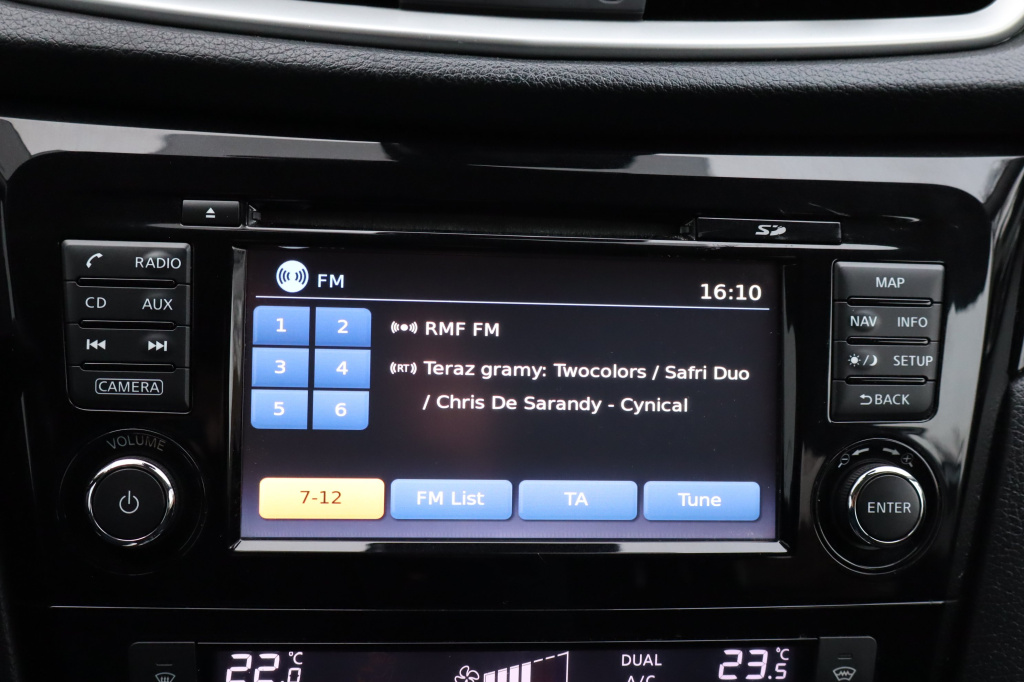 SD
RADIO
CD AUX
CAMERA
VOLUME
FM
16:10
1 2
3 4
5 6
RMF FM
(RT) Teraz gramy: Twocolors / Safri Duo
/ Chris De Sarandy - Cynical
7-12 FM List TA Tune
MAP
NAV INFO
SETUP
BACK
ENTER
22.0 °C
DUAL
A/C
23.5 °C